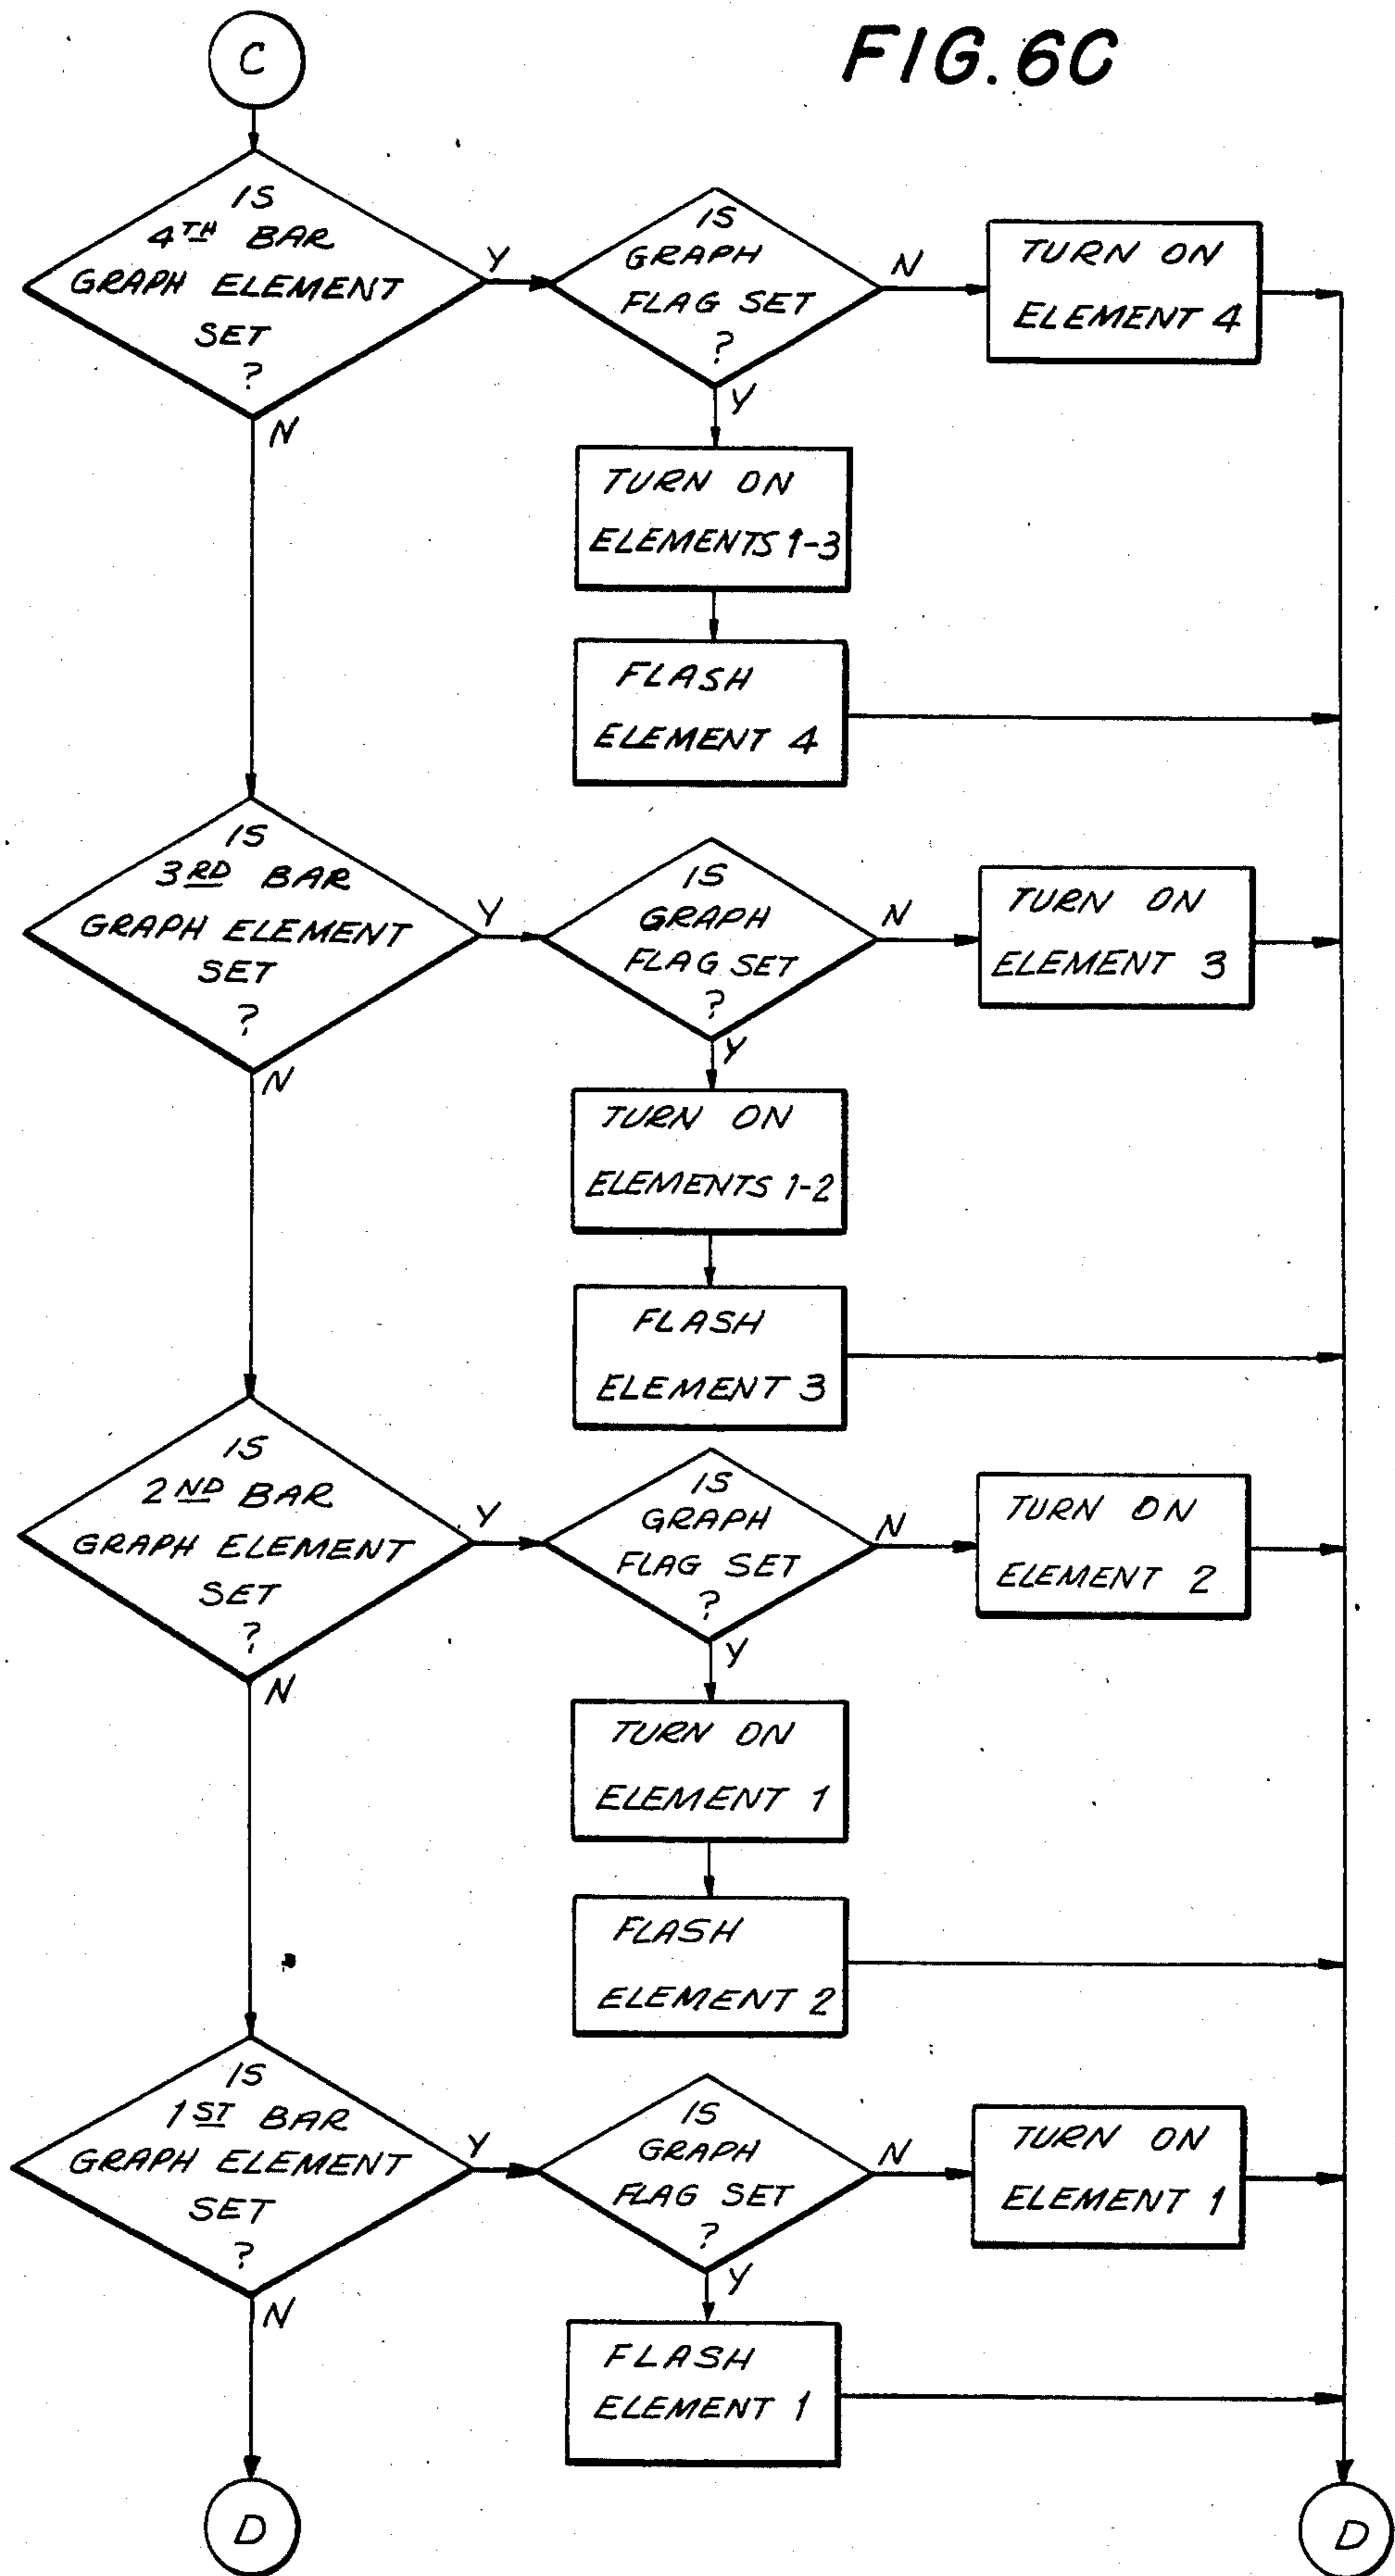 FIG. 6C
C
IS
4TH BAR
GRAPH ELEMENT
SET
?
Y
N
IS
GRAPH
FLAG SET
?
N
Y
TURN ON
ELEMENT 4
TURN ON
ELEMENTS 1-3
FLASH
ELEMENT 4
IS
3RD BAR
GRAPH ELEMENT
SET
?
Y
N
IS
GRAPH
FLAG SET
?
N
Y
TURN ON
ELEMENT 3
TURN ON
ELEMENTS 1-2
FLASH
ELEMENT 3
IS
2ND BAR
GRAPH ELEMENT
SET
?
Y
N
IS
GRAPH
FLAG SET
?
N
Y
TURN ON
ELEMENT 2
TURN ON
ELEMENT 1
FLASH
ELEMENT 2
IS
1ST BAR
GRAPH ELEMENT
SET
?
Y
N
IS
GRAPH
FLAG SET
?
N
Y
TURN ON
ELEMENT 1
FLASH
ELEMENT 1
D
D